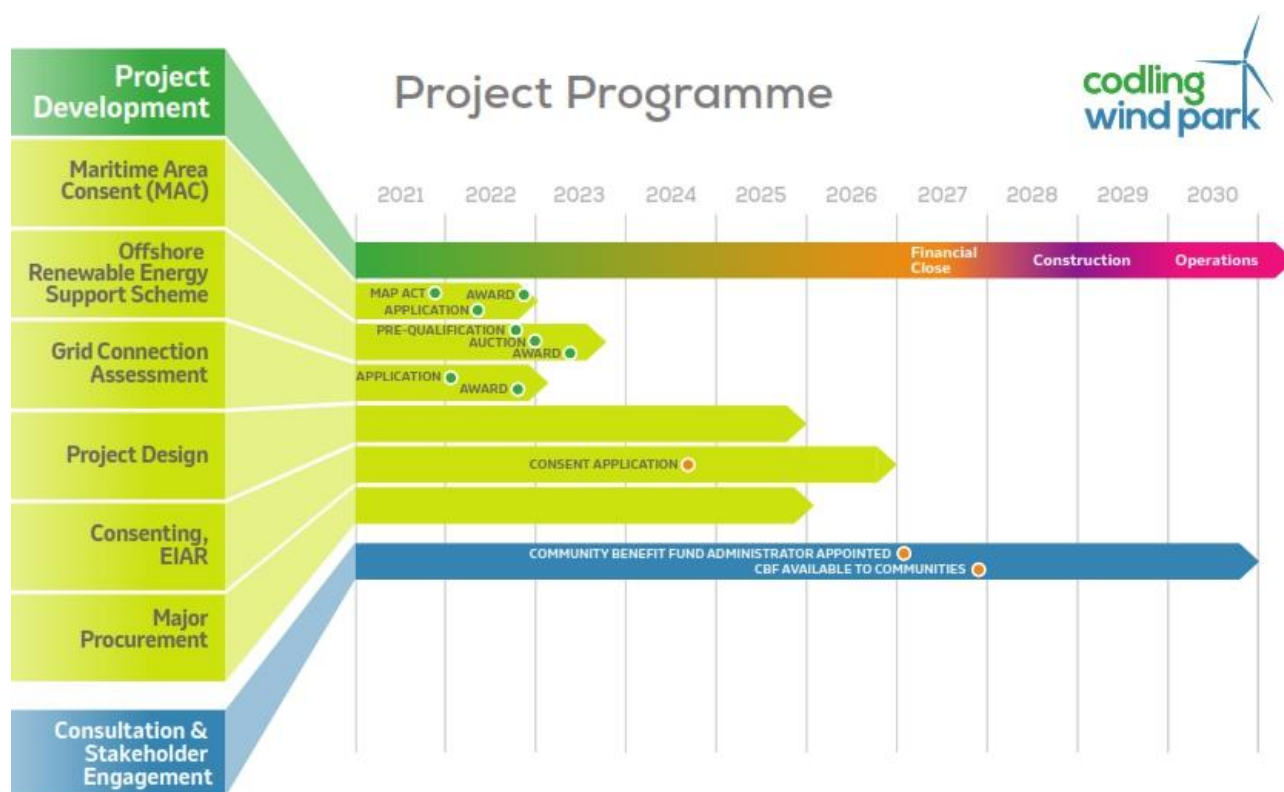 Project
Development
Project Programme
codling
wind park
Maritime Area
Consent (MAC)
Offshore
Renewable Energy
Support Scheme
Grid Connection
Assessment
Project Design
Consenting,
EIAR
Major
Procurement
Consultation &
Stakeholder
Engagement
2021 2022 2023 2024 2025 2026 2027 2028 2029 2030
Financial
Close
Construction
Operations
MAP ACT
AWARD
APPLICATION
PRE-QUALIFICATION
AUCTION
AWARD
APPLICATION
AWARD
CONSENT APPLICATION
COMMUNITY BENEFIT FUND ADMINISTRATOR APPOINTED
CBF AVAILABLE TO COMMUNITIES